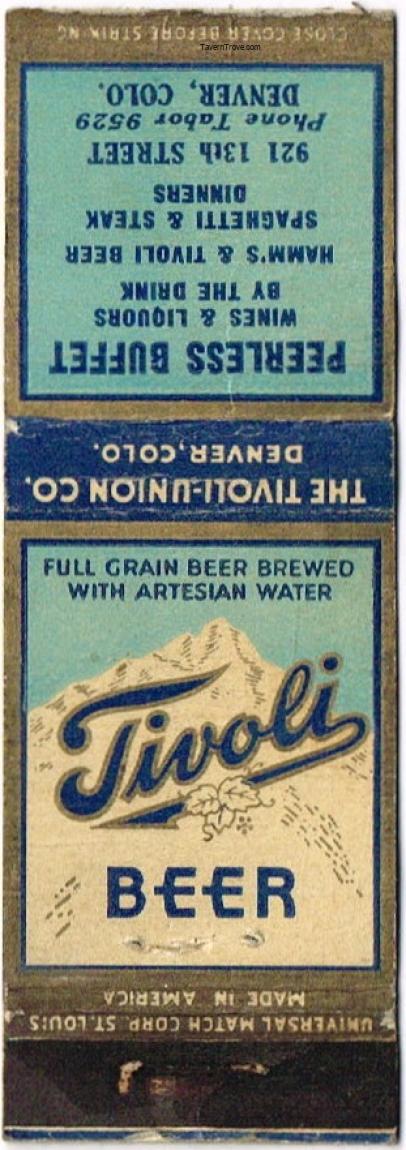 TavernTrove.com
CLOSE COVER BEFORE STRIKING
PEERLESS BUFFET
WINES & LIQUORS
BY THE DRINK
HAMM'S & TIVOLI BEER
SPAGHETTI & STEAK
DINNERS
921 13th STREET
Phone Tabor 9529
DENVER, COLO.
THE TIVOLI-UNION CO.
DENVER, COLO.
FULL GRAIN BEER BREWED
WITH ARTESIAN WATER
Tivoli
BEER
UNIVERSAL MATCH CORP. ST. LOUIS
MADE IN AMERICA